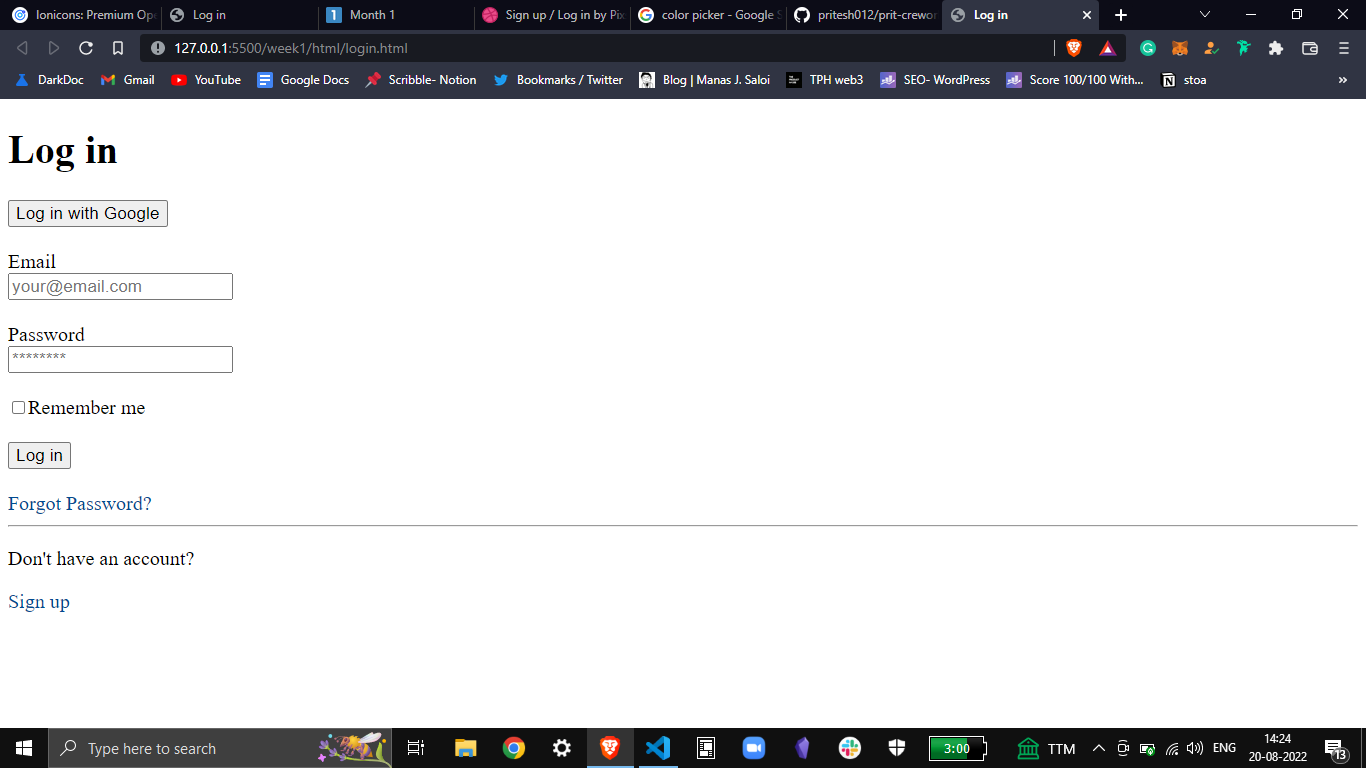 Ionicons: Premium Ope
Log in
Month 1
Sign up / Log in by Pix
color picker - Google S
pritesh012/prit-crewor
Log in
127.0.0.1:5500/week1/html/login.html
DarkDoc
Gmail
YouTube
Google Docs
Scribble- Notion
Bookmarks / Twitter
Blog | Manas J. Saloi
TPH web3
SEO- WordPress
Score 100/100 With...
stoa
Log in
Log in with Google
Email
your@email.com
Password
********
Remember me
Log in
Forgot Password?
Don't have an account?
Sign up
Type here to search
3:00
TTM
ENG
14:24
20-08-2022
13